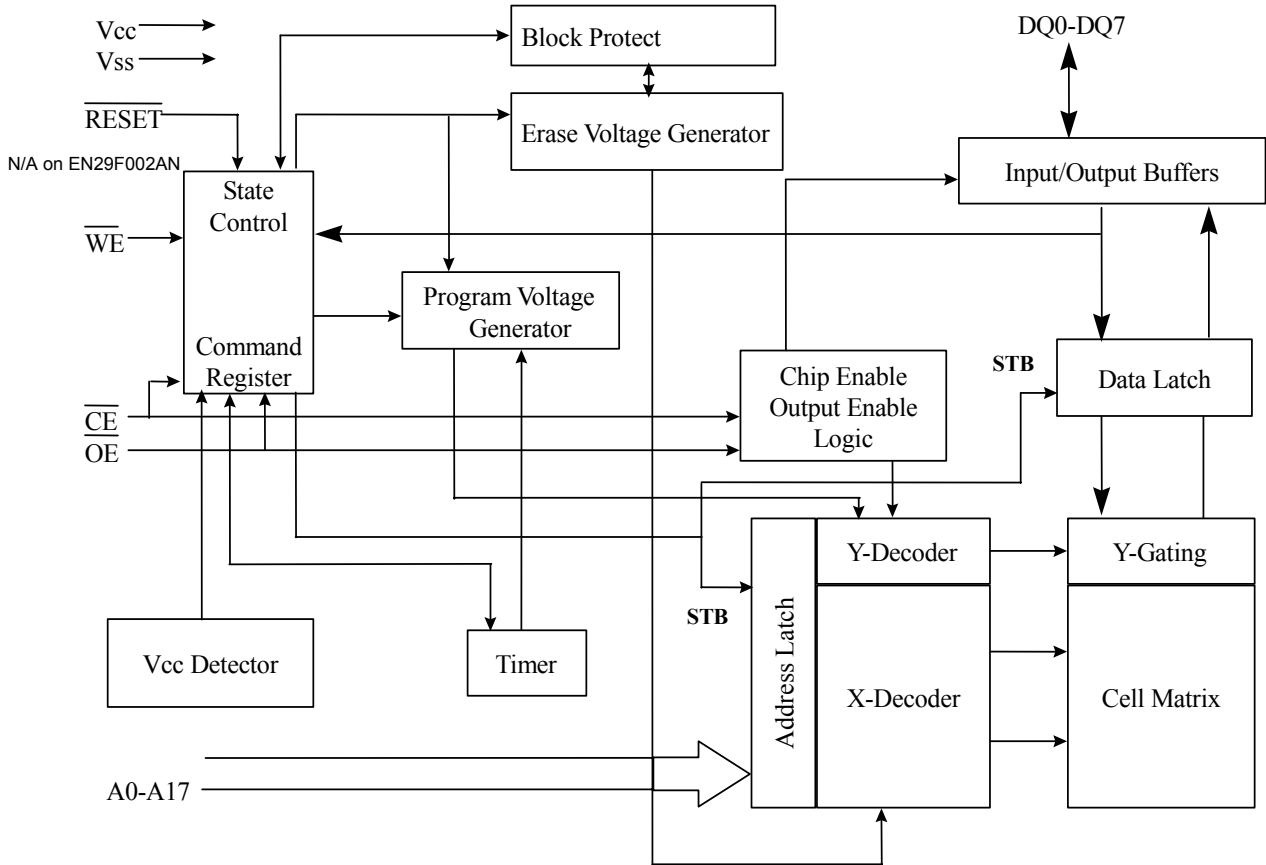 Vcc
Vss
Block Protect
DQ0-DQ7
RESET
Erase Voltage Generator
N/A on EN29F002AN
Input/Output Buffers
State
Control
WE
Program Voltage
Generator
Command
Register
STB
Chip Enable
Output Enable
Logic
Data Latch
CE
OE
Y-Decoder
Y-Gating
STB
Address Latch
Vcc Detector
Timer
X-Decoder
Cell Matrix
A0-A17